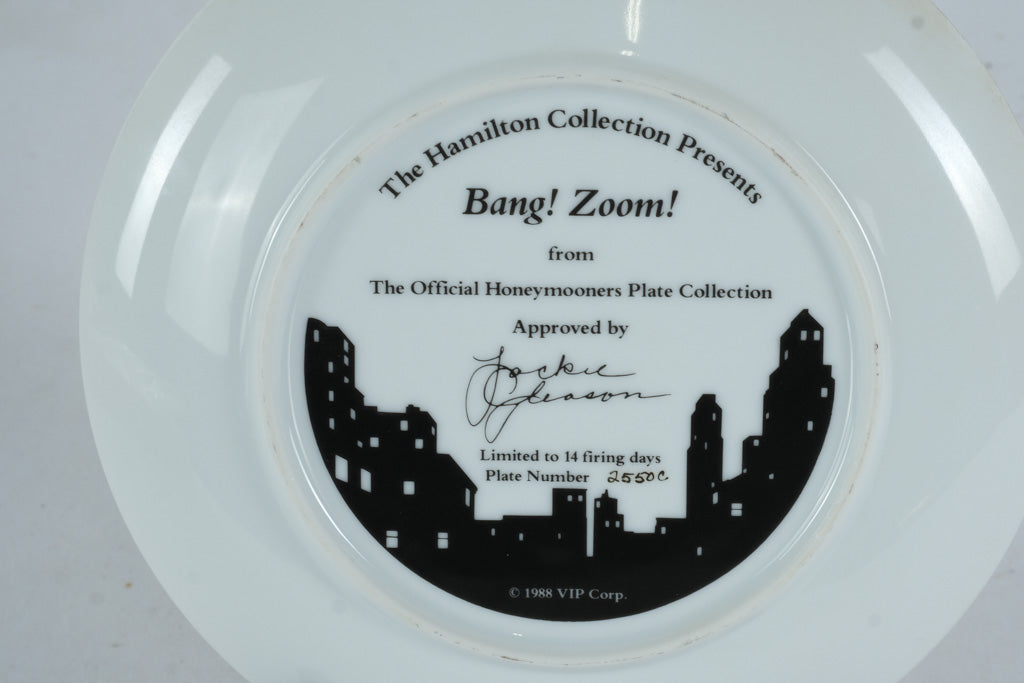 The Hamilton Collection Presents
Bang! Zoom!
from
The Official Honeymooners Plate Collection
Approved by
Jackie
Gleason
Limited to 14 firing days
Plate Number 2550C
© 1988 VIP Corp.